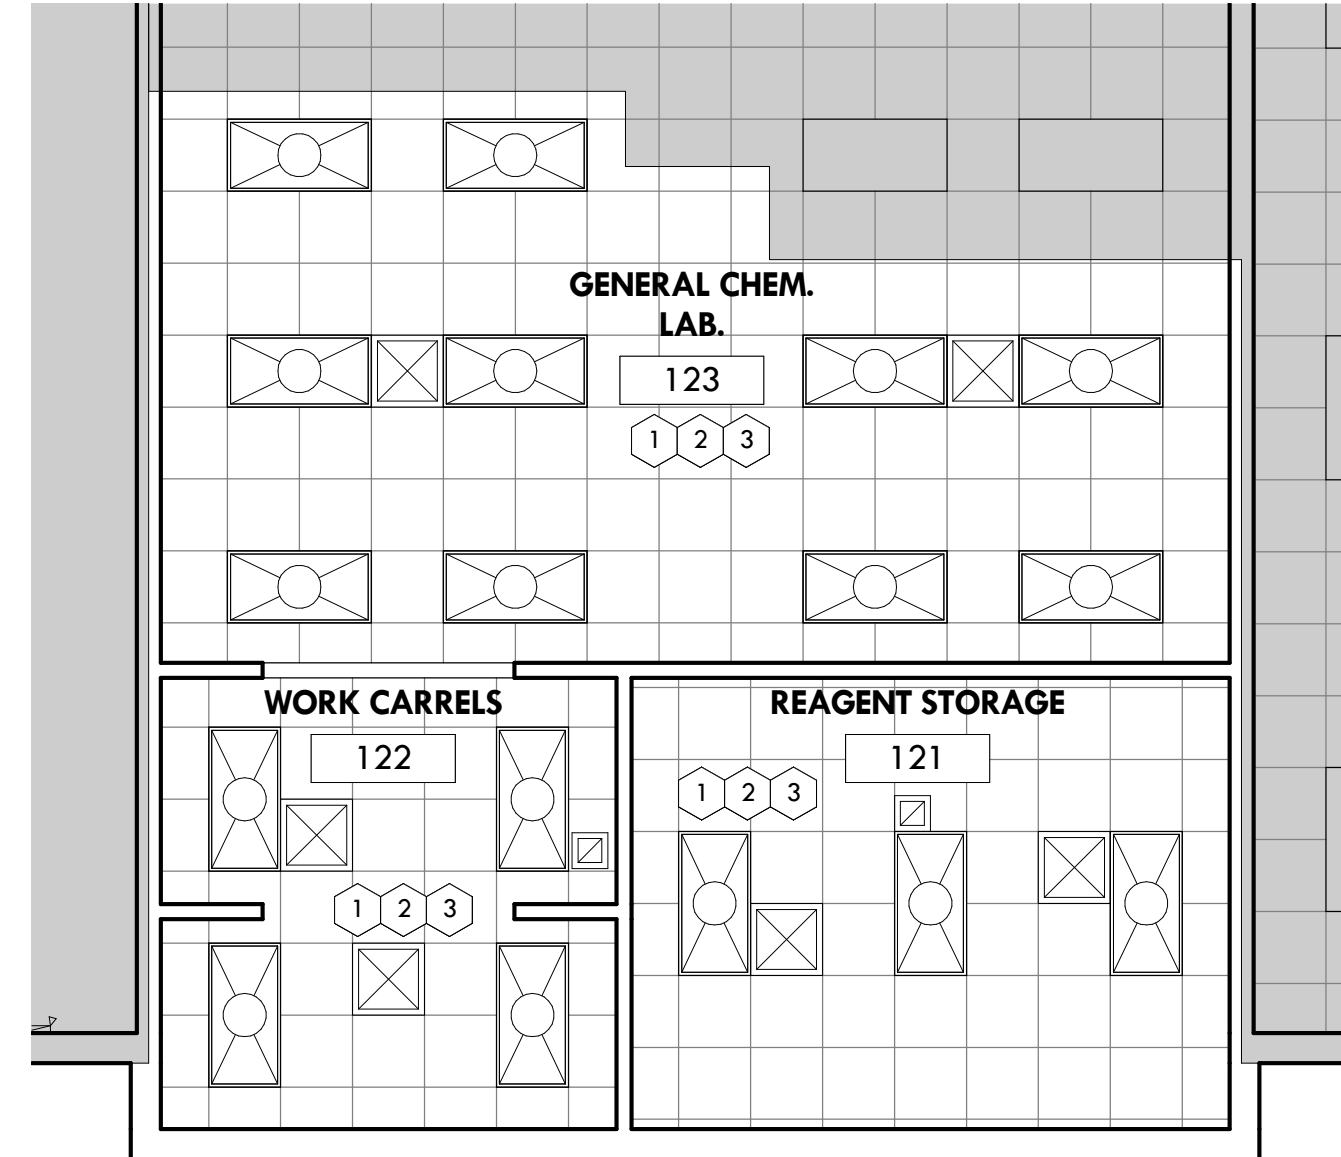 GENERAL CHEM.
LAB.
123
1 2 3
WORK CARRELS
122
1 2 3
REAGENT STORAGE
121
1 2 3